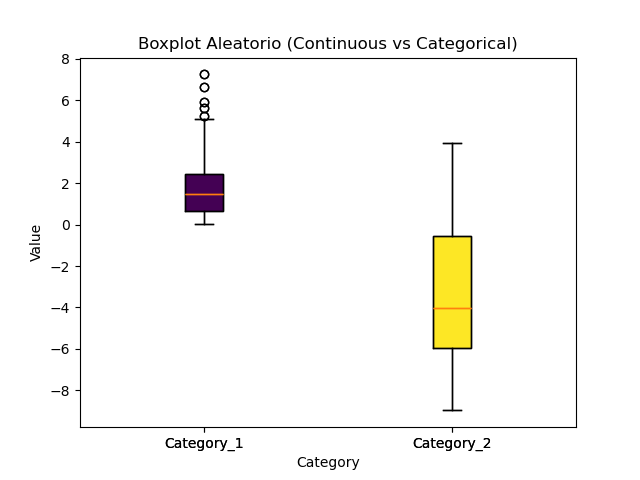 Boxplot Aleatorio (Continuous vs Categorical)
Value
8
6
4
2
0
−2
−4
−6
−8
Category_1 Category_2
Category